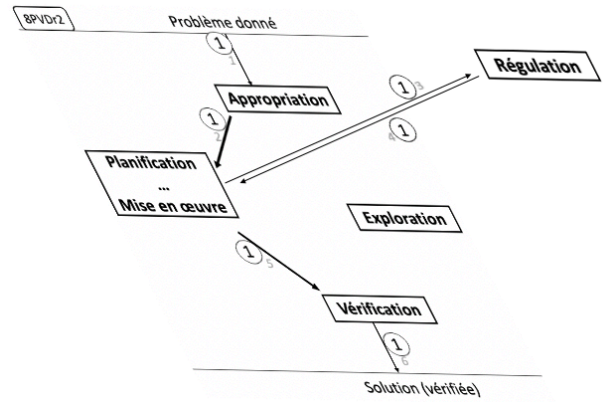 8PVDr2
Problème donné
1
1
Appropriation
Régulation
1
3
1
4
1
2
Planification
...
Mise en œuvre
Exploration
1
5
Vérification
1
6
Solution (vérifiée)